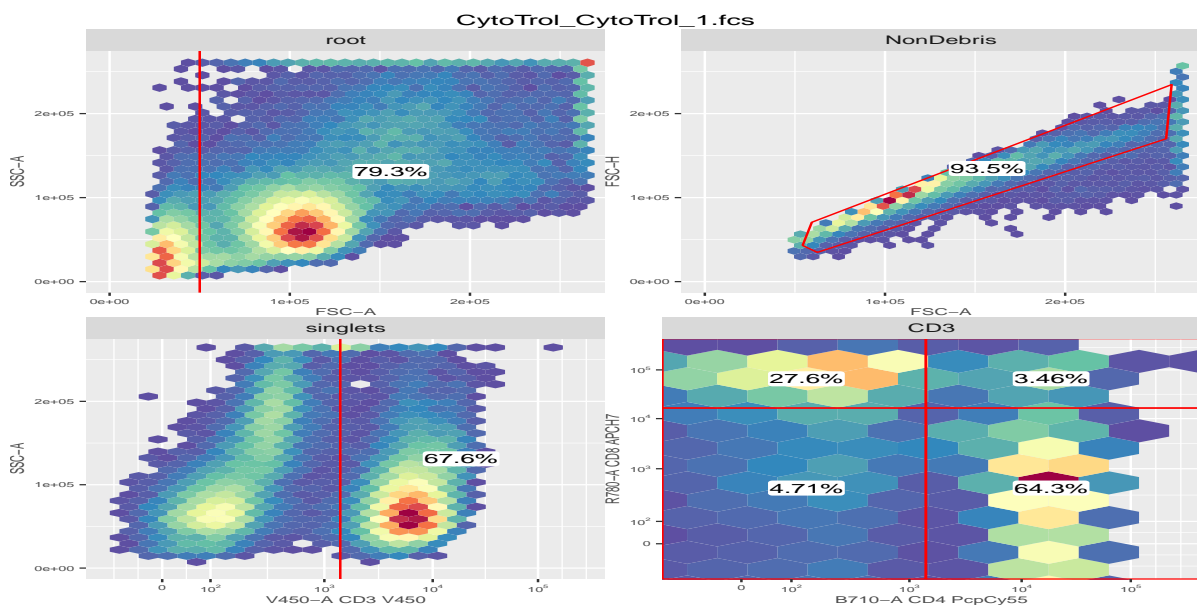 CytoTrol_CytoTrol_1.fcs
root
SSC−A
2e+05
1e+05
0e+00
79.3%
0e+00 1e+05 2e+05
FSC−A
NonDebris
FSC−H
2e+05
1e+05
0e+00
93.5%
0e+00 1e+05 2e+05
FSC−A
singlets
SSC−A
2e+05
1e+05
0e+00
67.6%
0 10² 10³ 10⁴ 10⁵
V450−A CD3 V450
CD3
R780−A CD8 APCH7
10⁵
10⁴
10³
10²
0
27.6% 3.46%
4.71% 64.3%
0 10² 10³ 10⁴ 10⁵
B710−A CD4 PcpCy55